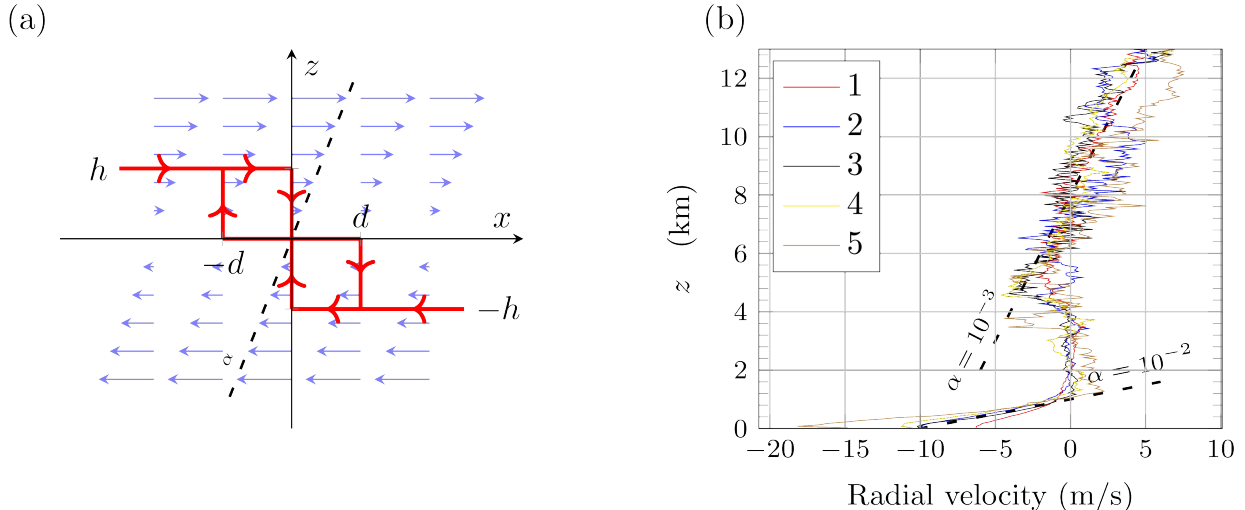 (a)
z
h
x
d
−d
−h
α
(b)
12
10
8
6
4
2
0
z (km)
1
2
3
4
5
α = 10⁻³
α = 10⁻²
−20 −15 −10 −5 0 5 10
Radial velocity (m/s)